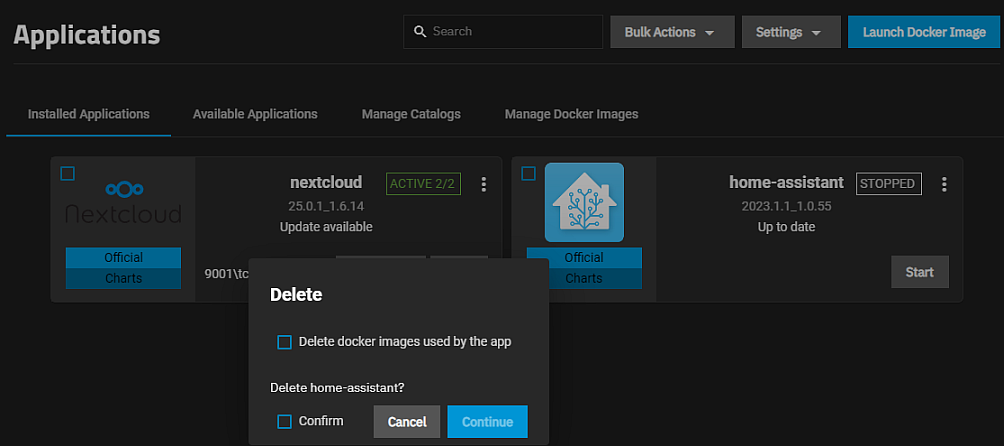 Applications
Search
Bulk Actions
Settings
Launch Docker Image
Installed Applications
Available Applications
Manage Catalogs
Manage Docker Images
Nextcloud
Official
Charts
nextcloud
ACTIVE 2/2
25.0.1_1.6.14
Update available
9001\tc
Official
Charts
home-assistant
STOPPED
2023.1.1_1.0.55
Up to date
Start
Delete
Delete docker images used by the app
Delete home-assistant?
Confirm
Cancel
Continue